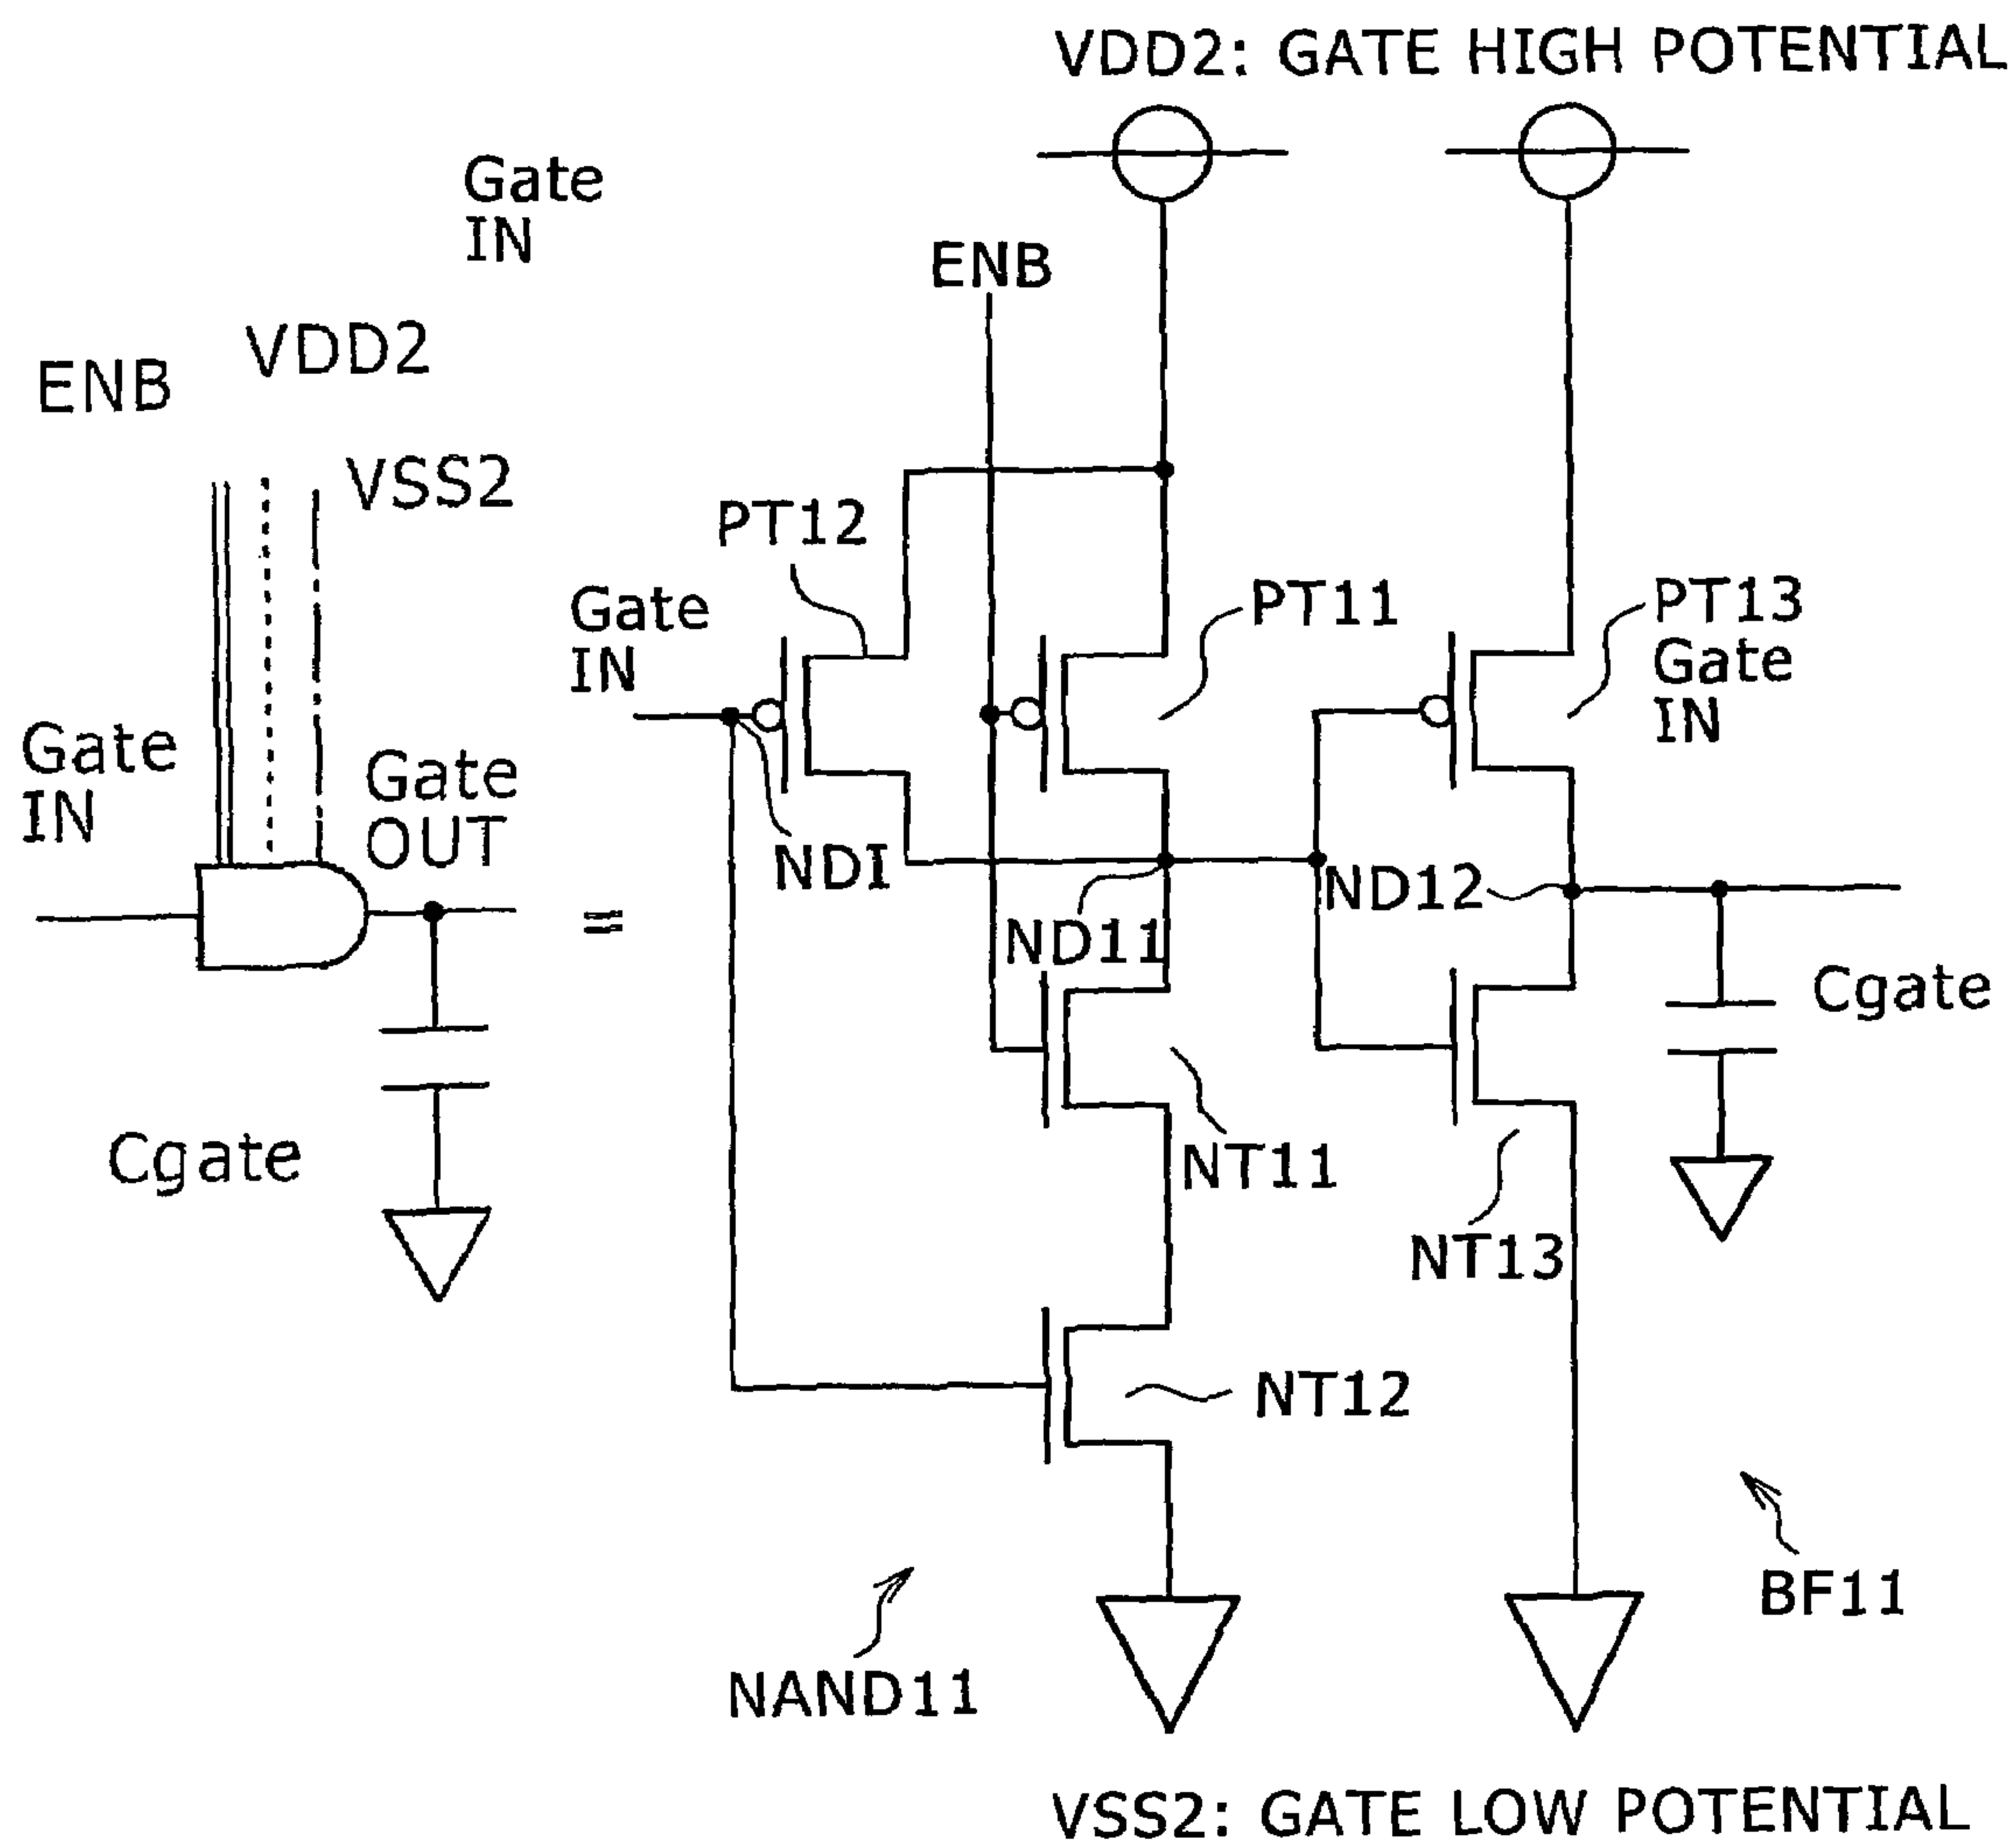 VDD2: GATE HIGH POTENTIAL
Gate
IN
ENB
VDD2
ENB
VSS2
PT12
Gate
IN
PT11
PT13
Gate
IN
Gate
IN
Gate
OUT
NDI
ND11
ND12
=
Cgate
Cgate
NT11
NT13
NT12
BF11
NAND11
VSS2: GATE LOW POTENTIAL